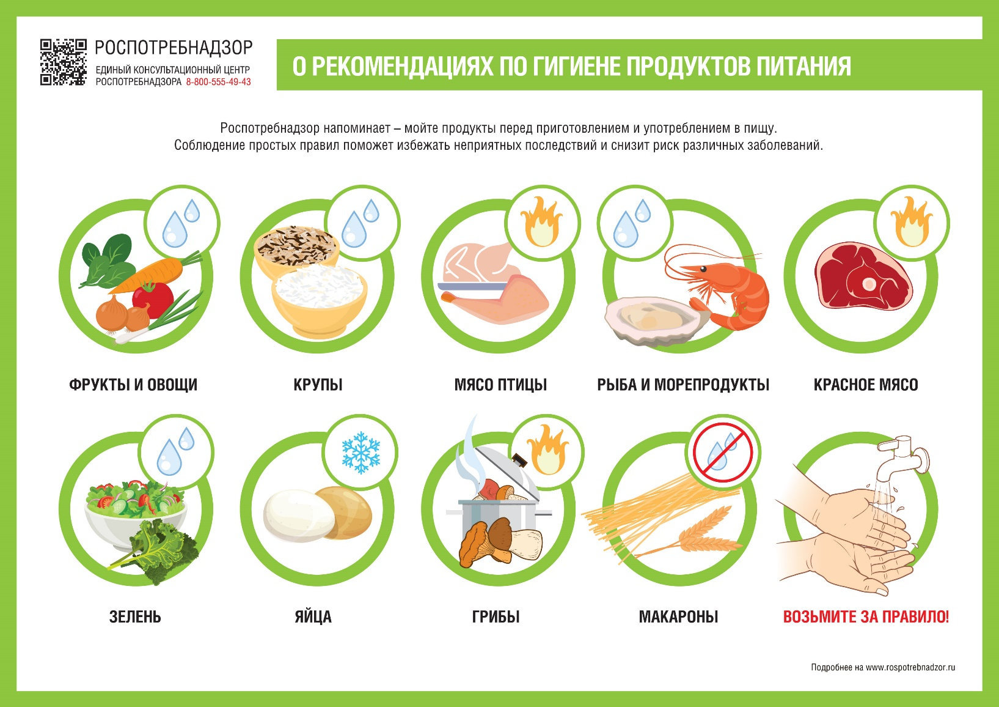 РОСПОТРЕБНАДЗОР
ЕДИНЫЙ КОНСУЛЬТАЦИОННЫЙ ЦЕНТР
РОСПОТРЕБНАДЗОРА 8-800-555-49-43
О РЕКОМЕНДАЦИЯХ ПО ГИГИЕНЕ ПРОДУКТОВ ПИТАНИЯ
Роспотребнадзор напоминает – мойте продукты перед приготовлением и употреблением в пищу.
Соблюдение простых правил поможет избежать неприятных последствий и снизит риск различных заболеваний.
ФРУКТЫ И ОВОЩИ
КРУПЫ
МЯСО ПТИЦЫ
РЫБА И МОРЕПРОДУКТЫ
КРАСНОЕ МЯСО
ЗЕЛЕНЬ
ЯЙЦА
ГРИБЫ
МАКАРОНЫ
ВОЗЬМИТЕ ЗА ПРАВИЛО!
Подробнее на www.rospotrebnadzor.ru